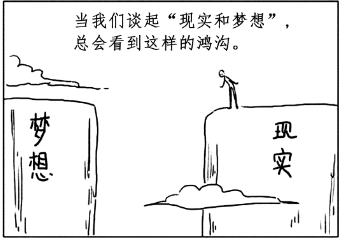 当我们谈起“现实和梦想”，
总会看到这样的鸿沟。
梦想
现实